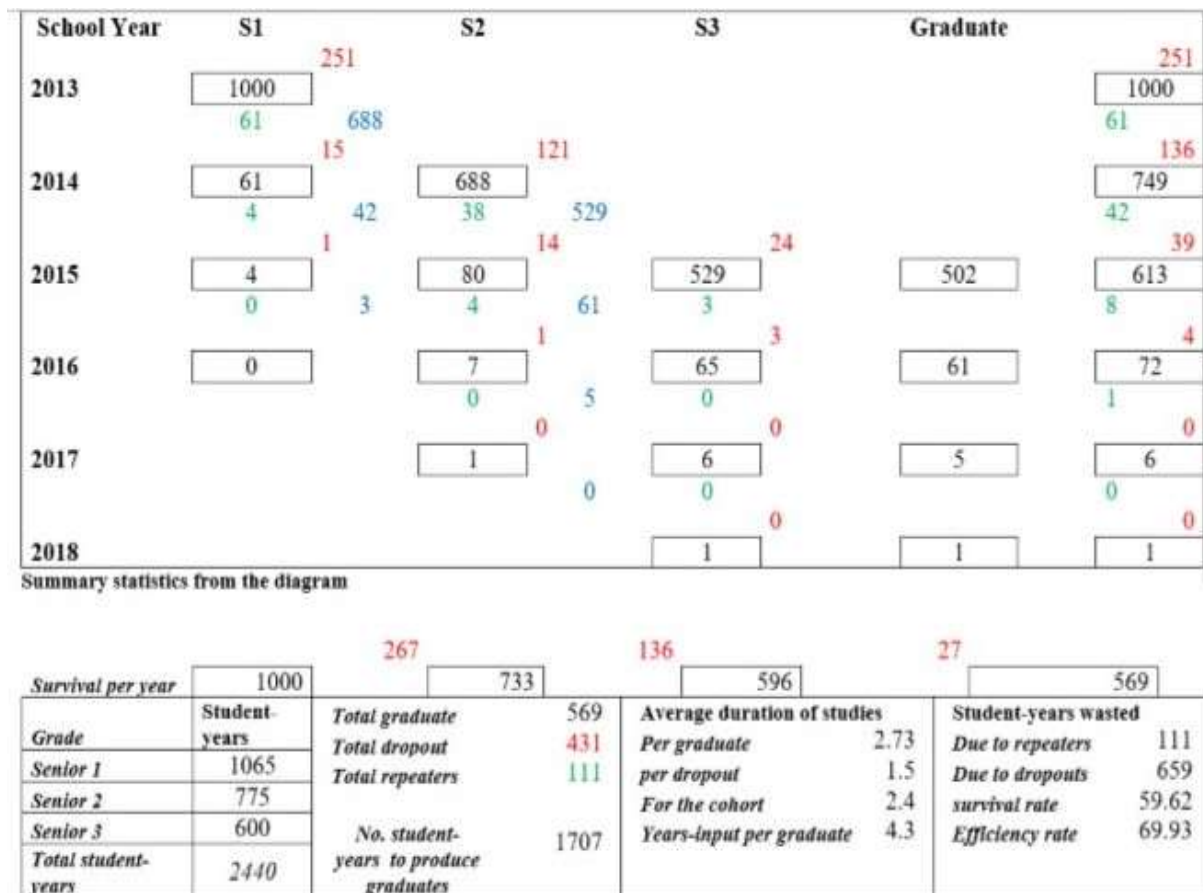 School Year S1 S2 S3 Graduate
251 251
2013 1000 1000
61 688 61
15 121 136
2014 61 688 749
4 42 38 529 42
1 14 24 39
2015 4 80 529 502 613
0 3 4 61 3 8
1 3 4
2016 0 7 65 61 72
0 5 0 1
0 0 0
2017 1 6 5 6
0 0 0
0 0
2018 1 1 1
Summary statistics from the diagram
267 136 27
Survival per year 1000 733 596 569
Grade Student-years
Senior 1 1065
Senior 2 775
Senior 3 600
Total student-years 2440
Total graduate 569
Total dropout 431
Total repeaters 111
No. student-years to produce graduates 1707
Average duration of studies
Per graduate 2.73
per dropout 1.5
For the cohort 2.4
Years-input per graduate 4.3
Student-years wasted
Due to repeaters 111
Due to dropouts 659
survival rate 59.62
Efficiency rate 69.93